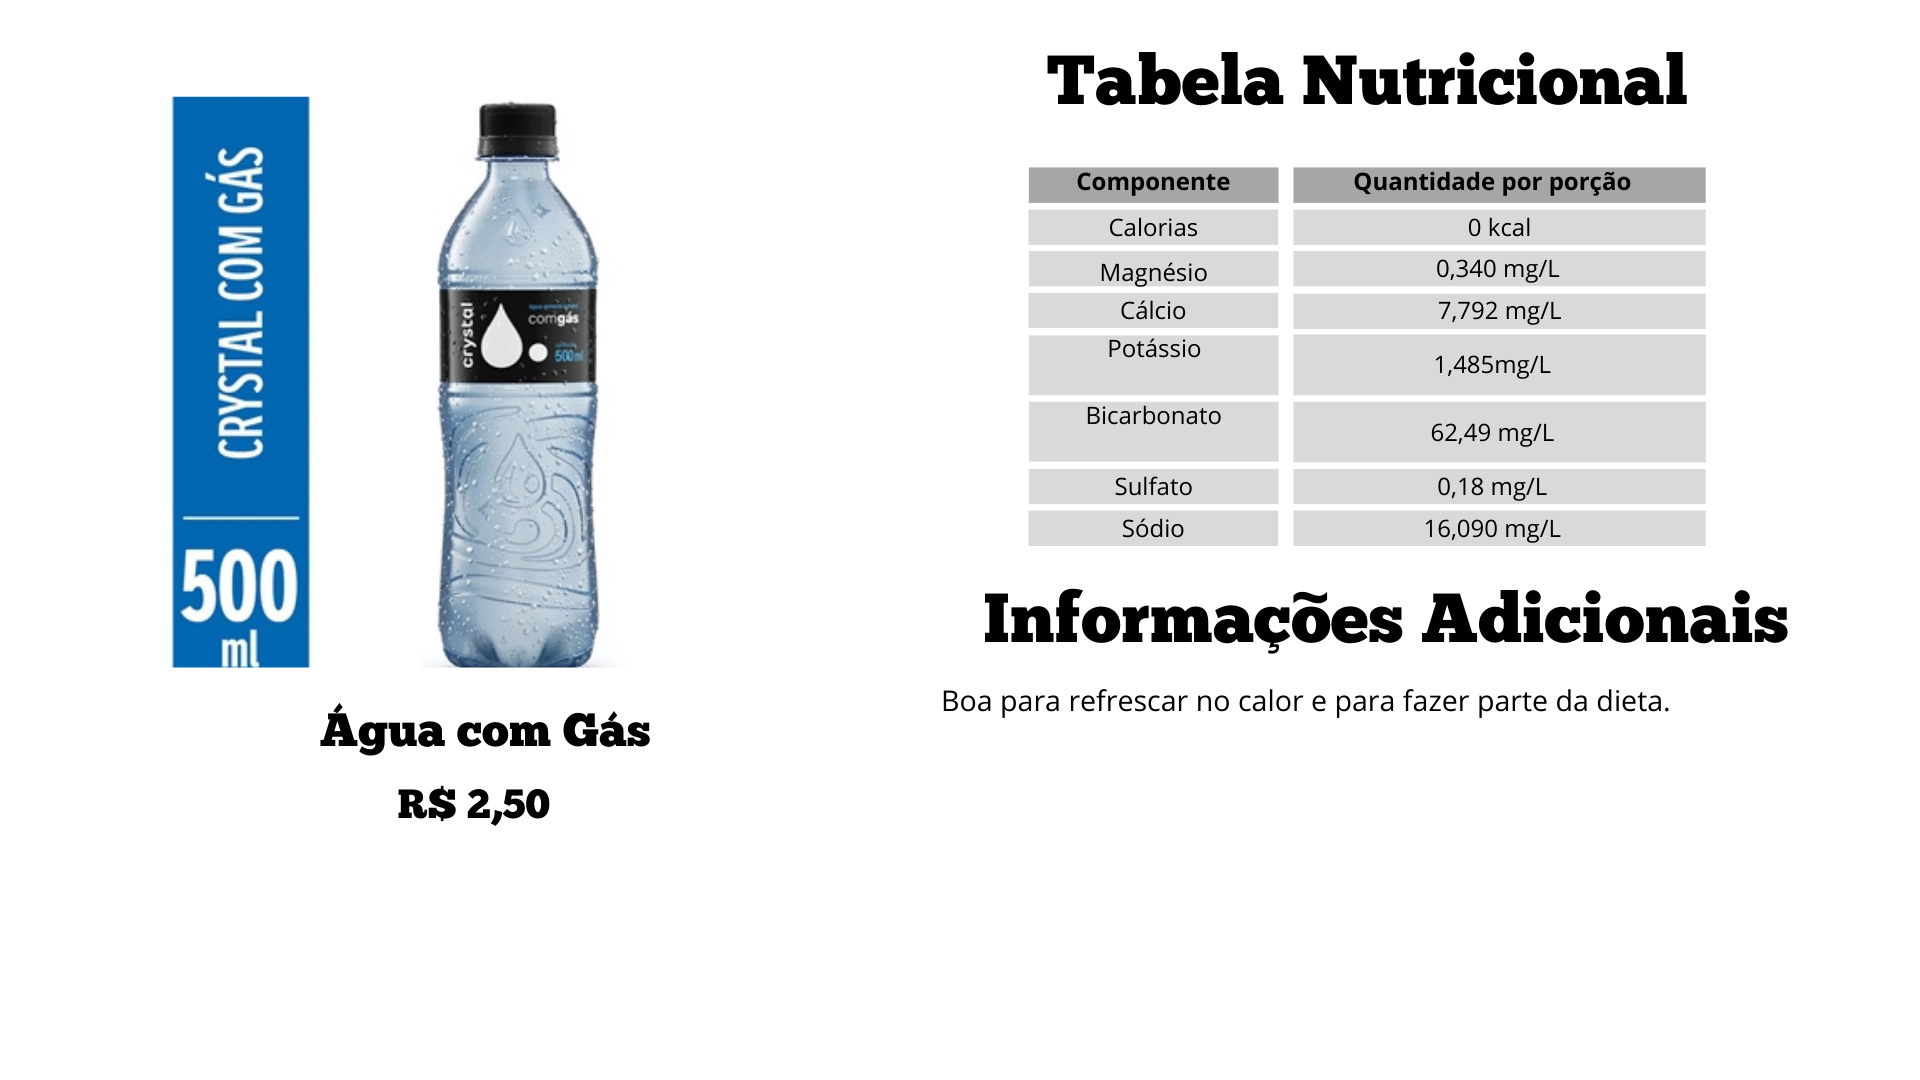 CRYSTAL COM GÁS
500
ml
crystal
comgás
500ml
Água com Gás
R$ 2,50
Tabela Nutricional
Componente Quantidade por porção
Calorias 0 kcal
Magnésio 0,340 mg/L
Cálcio 7,792 mg/L
Potássio 1,485mg/L
Bicarbonato 62,49 mg/L
Sulfato 0,18 mg/L
Sódio 16,090 mg/L
Informações Adicionais
Boa para refrescar no calor e para fazer parte da dieta.